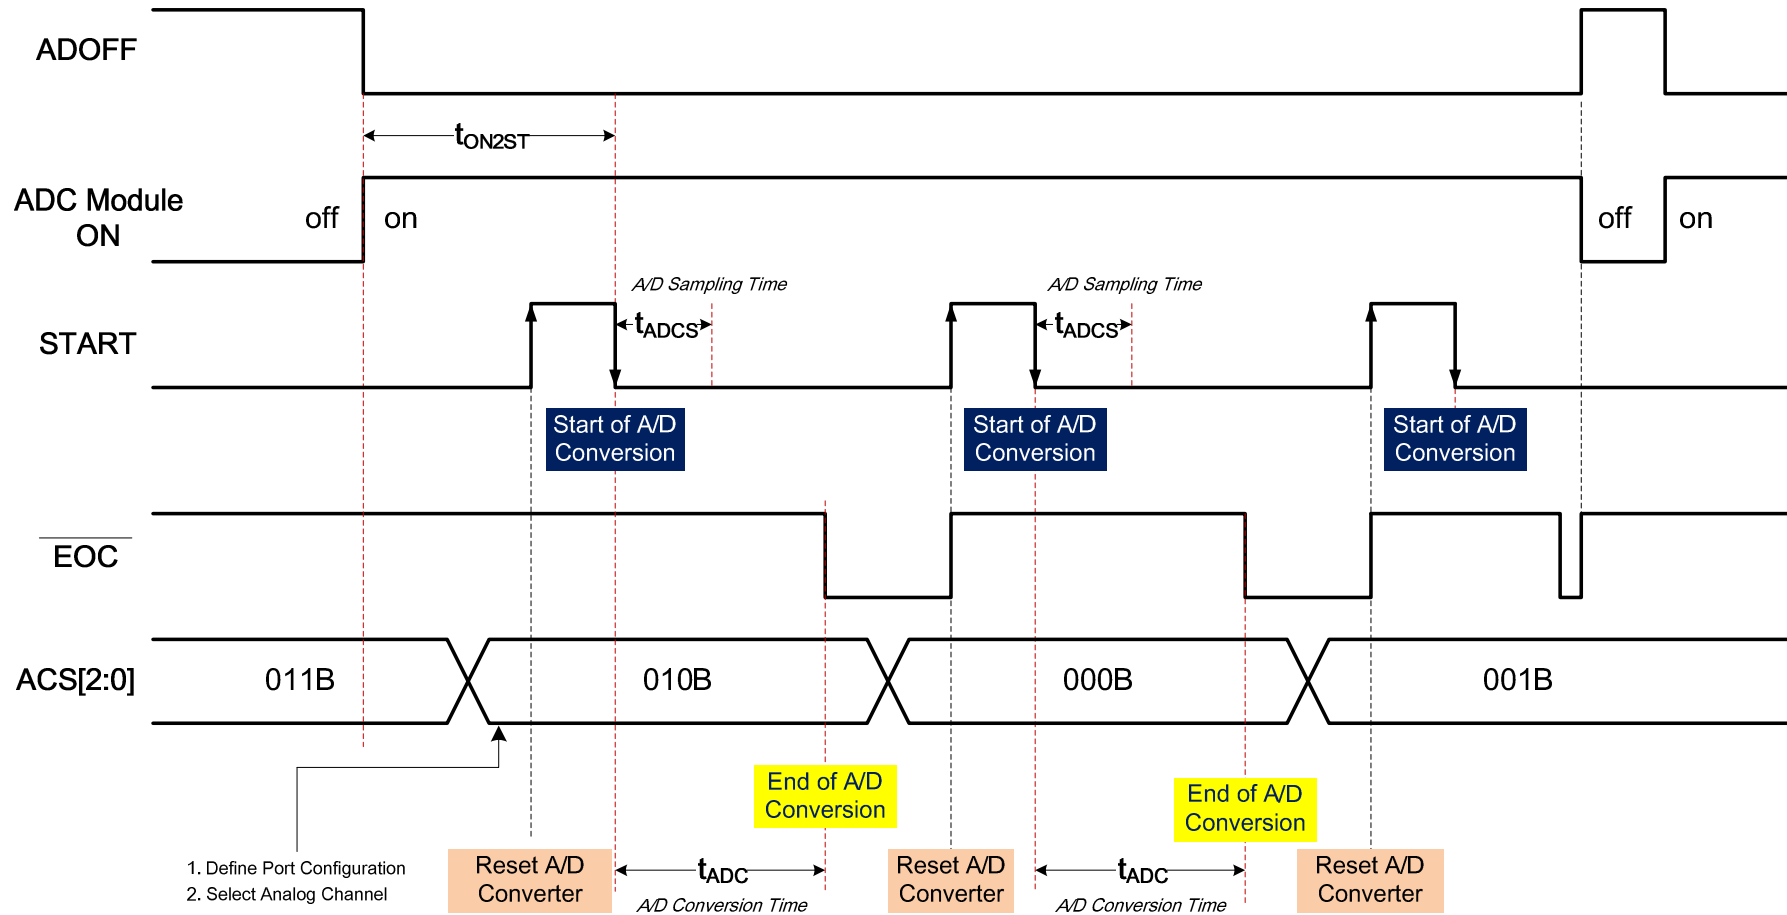 ADOFF
tON2ST
ADC Module
ON
off
on
off
on
A/D Sampling Time
A/D Sampling Time
START
tADCS
tADCS
Start of A/D
Conversion
Start of A/D
Conversion
Start of A/D
Conversion
EOC
ACS[2:0]
011B
010B
000B
001B
End of A/D
Conversion
End of A/D
Conversion
1. Define Port Configuration
2. Select Analog Channel
Reset A/D
Converter
tADC
A/D Conversion Time
Reset A/D
Converter
tADC
A/D Conversion Time
Reset A/D
Converter